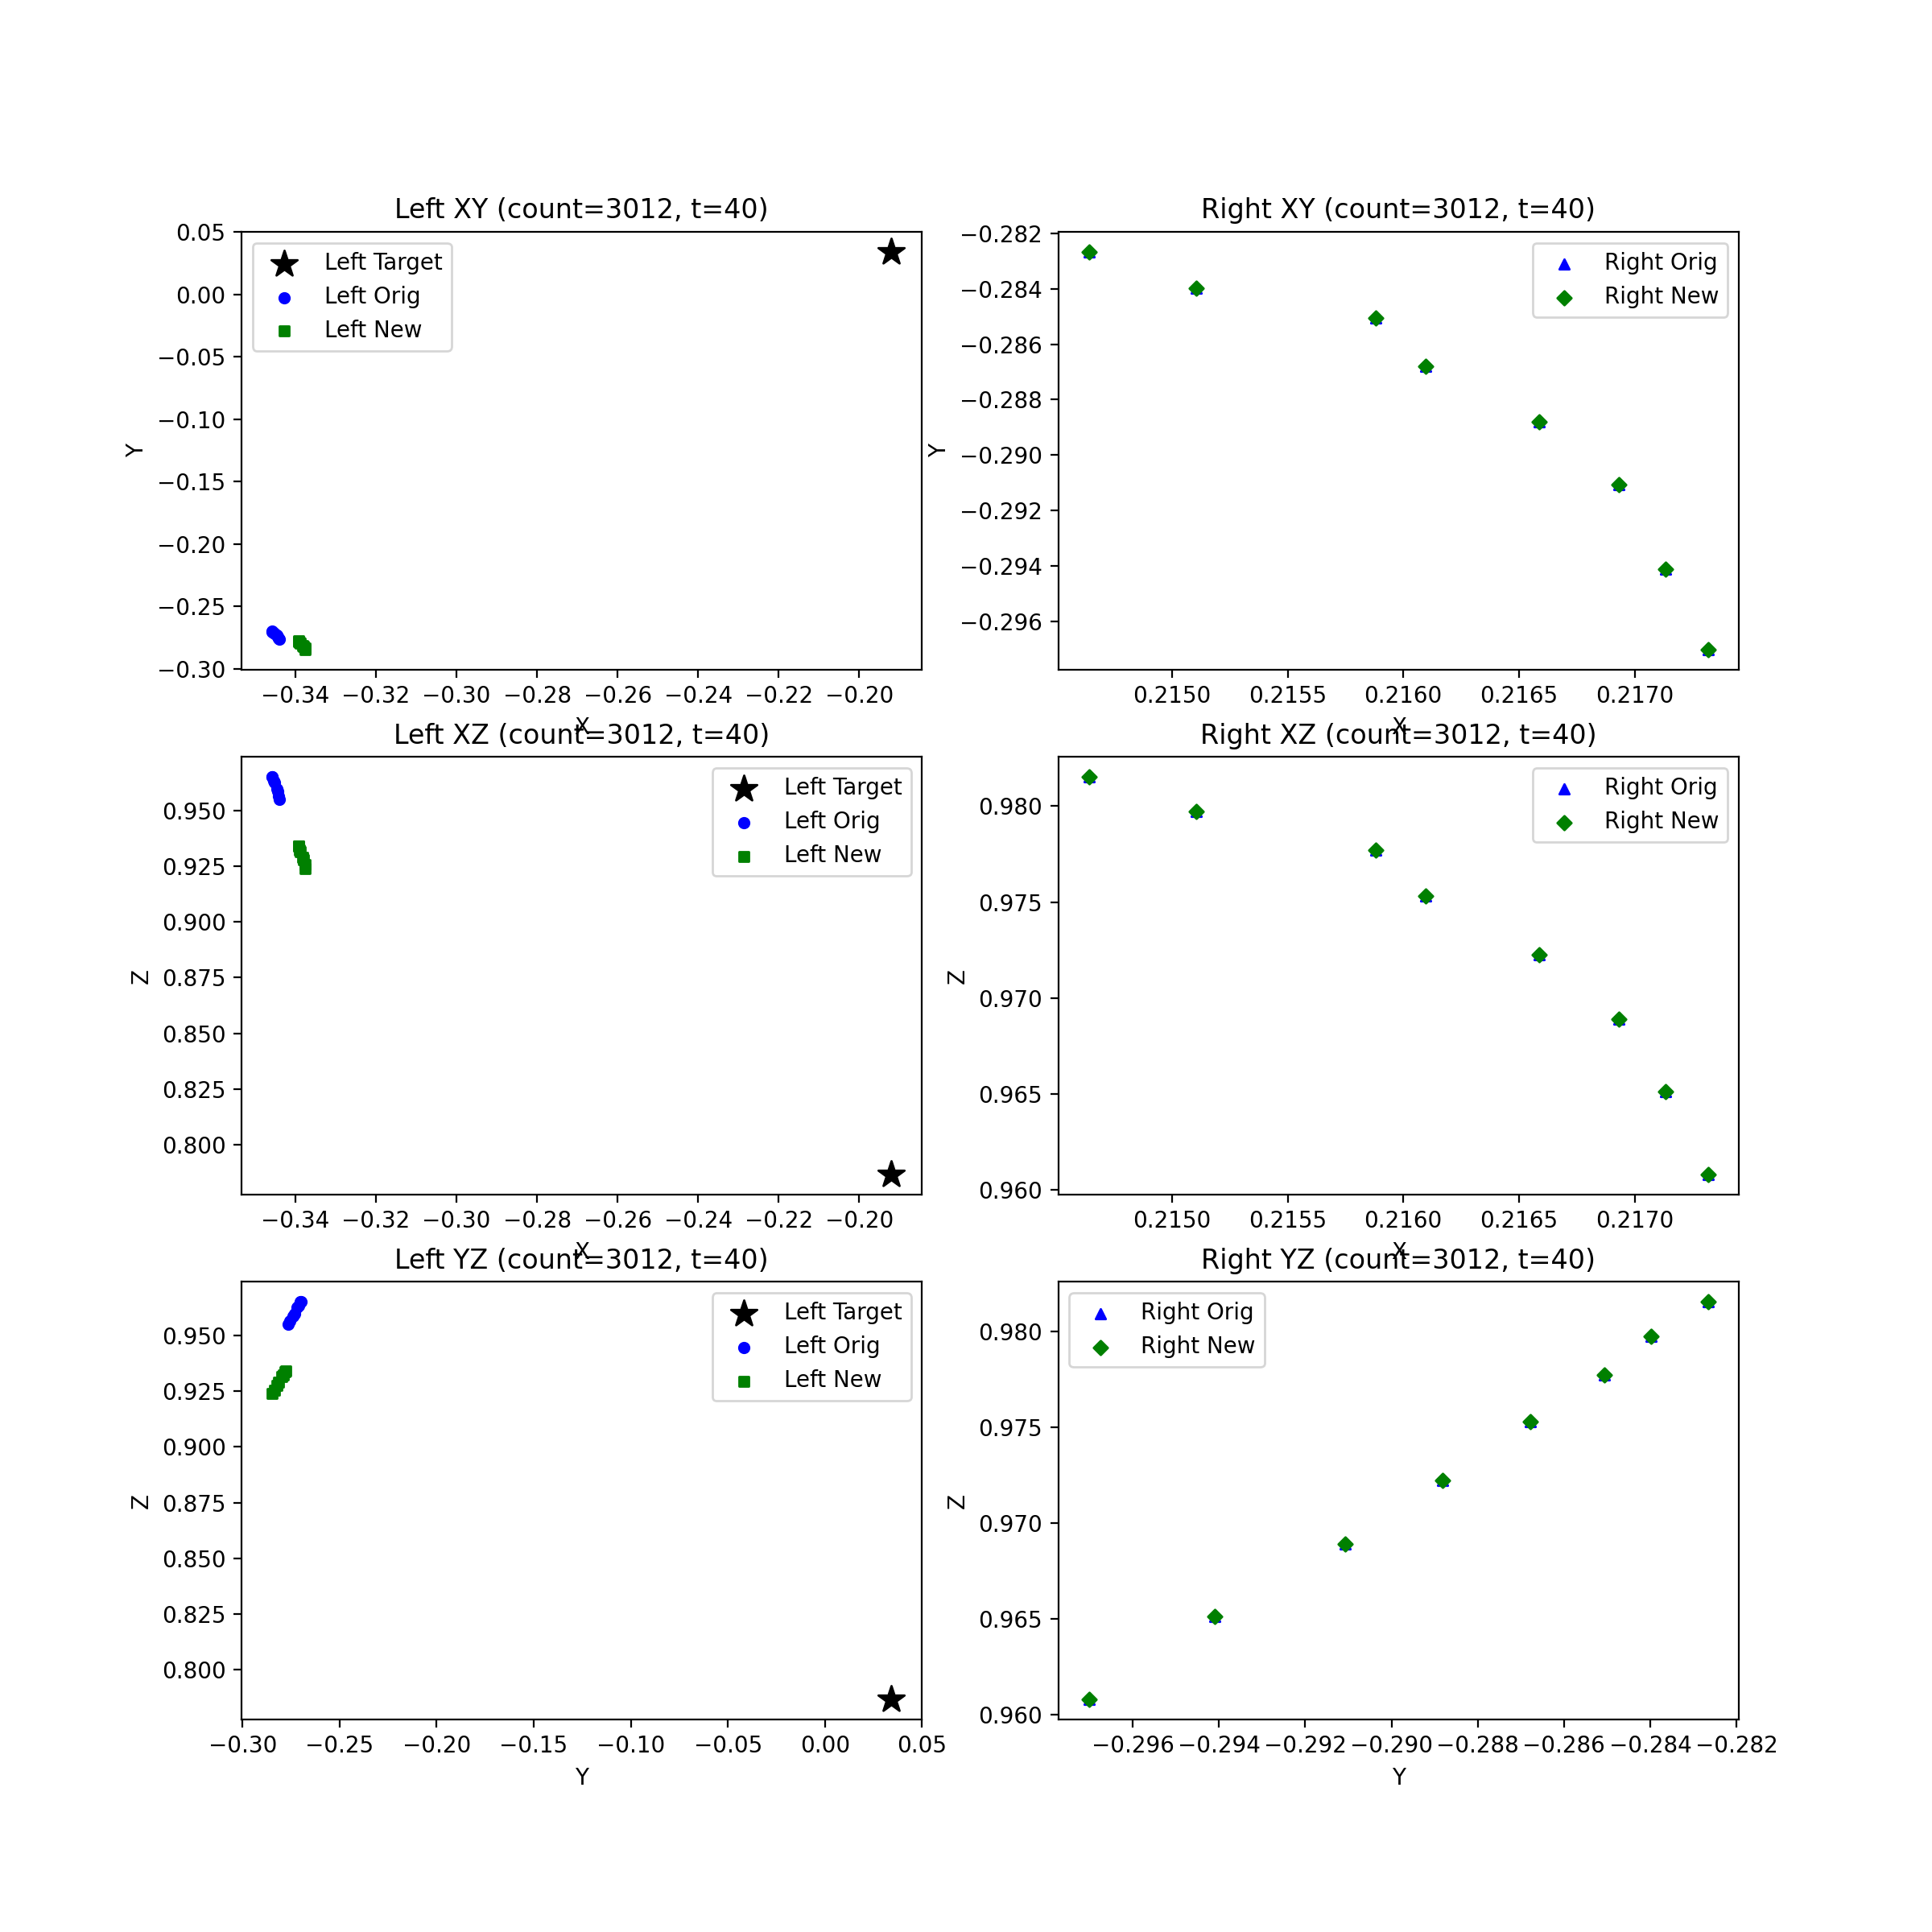 Left XY (count=3012, t=40)
Y
0.05
0.00
−0.05
−0.10
−0.15
−0.20
−0.25
−0.30
Left Target
Left Orig
Left New
−0.34 −0.32 −0.30 −0.28 −0.26 −0.24 −0.22 −0.20
X
Right XY (count=3012, t=40)
Y
−0.282
−0.284
−0.286
−0.288
−0.290
−0.292
−0.294
−0.296
Right Orig
Right New
0.2150 0.2155 0.2160 0.2165 0.2170
X
Left XZ (count=3012, t=40)
Z
0.950
0.925
0.900
0.875
0.850
0.825
0.800
Left Target
Left Orig
Left New
−0.34 −0.32 −0.30 −0.28 −0.26 −0.24 −0.22 −0.20
X
Right XZ (count=3012, t=40)
Z
0.980
0.975
0.970
0.965
0.960
Right Orig
Right New
0.2150 0.2155 0.2160 0.2165 0.2170
X
Left YZ (count=3012, t=40)
Z
0.950
0.925
0.900
0.875
0.850
0.825
0.800
Left Target
Left Orig
Left New
−0.30 −0.25 −0.20 −0.15 −0.10 −0.05 0.00 0.05
Y
Right YZ (count=3012, t=40)
Z
0.980
0.975
0.970
0.965
0.960
Right Orig
Right New
−0.296 −0.294 −0.292 −0.290 −0.288 −0.286 −0.284 −0.282
Y